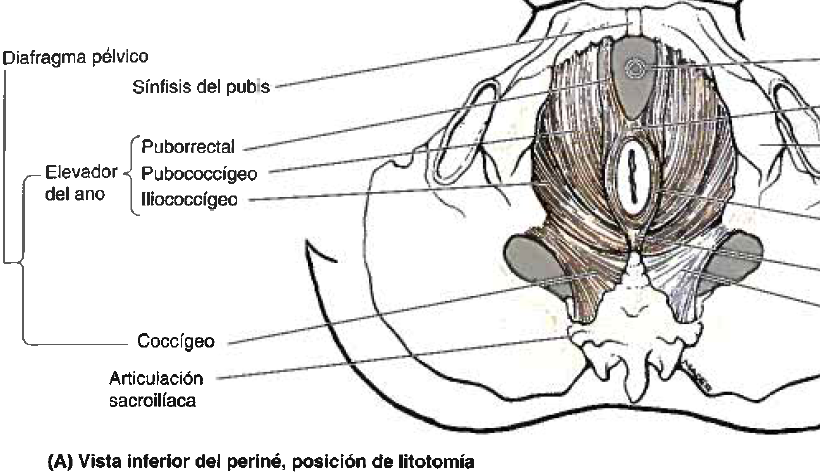 Diafragma pélvico
Sínfisis del pubis
Puborrectal
Elevador
del ano
Pubococcígeo
Iliococcígeo
Coccígeo
Articulación
sacroilíaca
(A) Vista inferior del periné, posición de litotomía